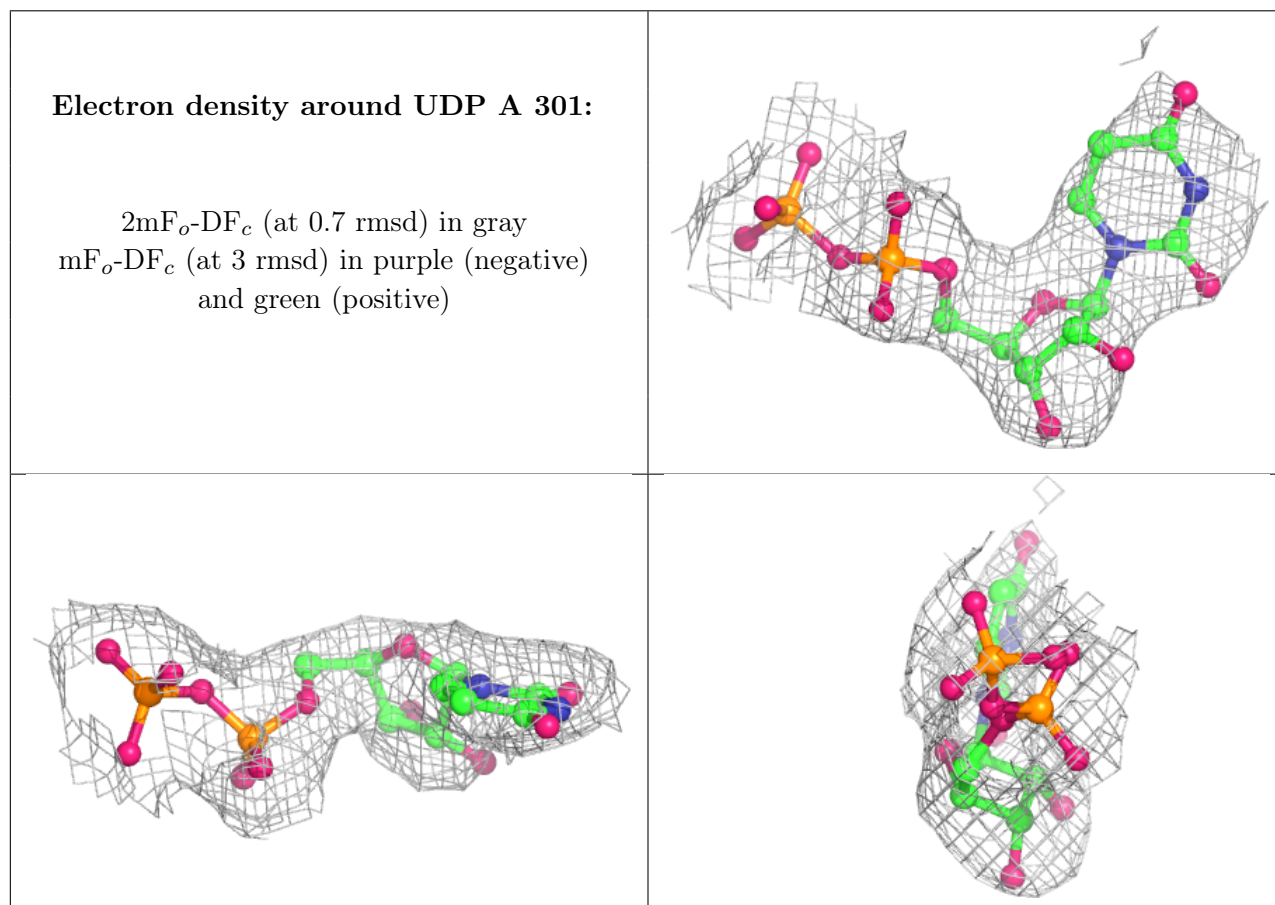 Electron density around UDP A 301:
2mFₒ-DF𝒸 (at 0.7 rmsd) in gray
mFₒ-DF𝒸 (at 3 rmsd) in purple (negative)
and green (positive)